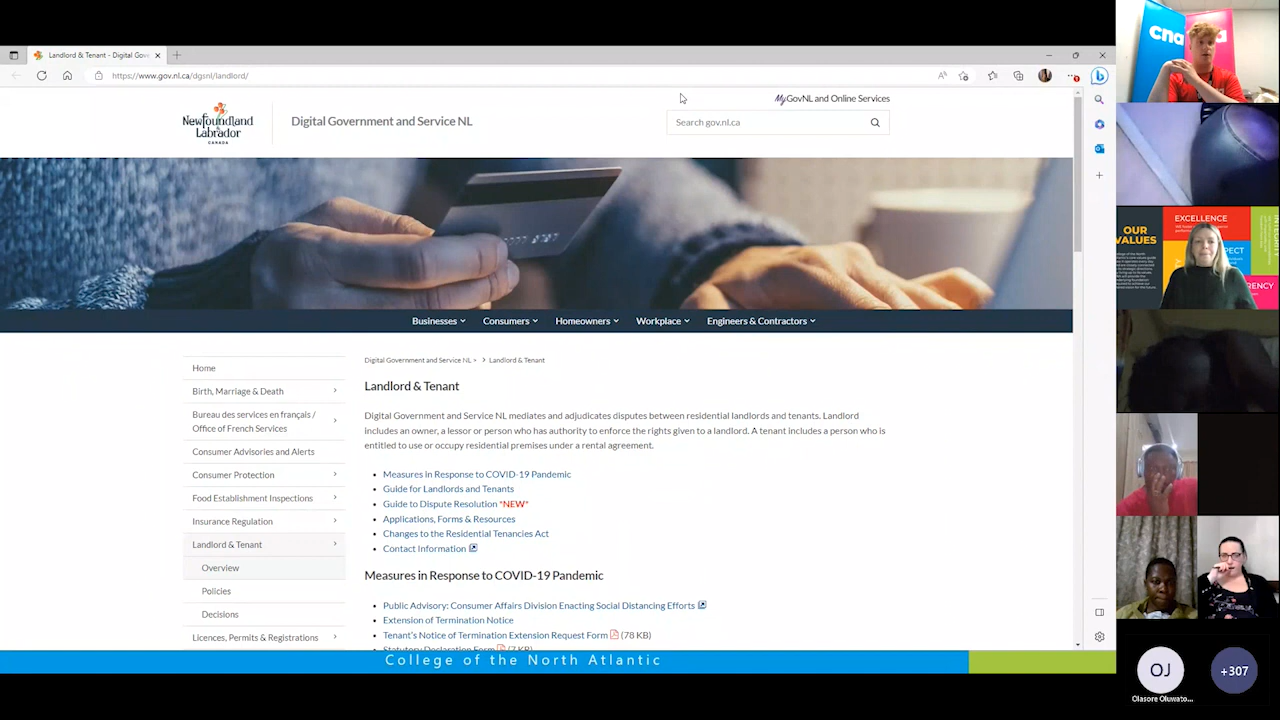 Landlord & Tenant - Digital Gov
https://www.gov.nl.ca/dgsnl/landlord/
Newfoundland
Labrador
CANADA
Digital Government and Service NL
MyGovNL and Online Services
Search gov.nl.ca
Businesses
Consumers
Homeowners
Workplace
Engineers & Contractors
Home
Birth, Marriage & Death
Bureau des services en français /
Office of French Services
Consumer Advisories and Alerts
Consumer Protection
Food Establishment Inspections
Insurance Regulation
Landlord & Tenant
Overview
Policies
Decisions
Licences, Permits & Registrations
Digital Government and Service NL > > Landlord & Tenant
Landlord & Tenant
Digital Government and Service NL mediates and adjudicates disputes between residential landlords and tenants. Landlord
includes an owner, a lessor or person who has authority to enforce the rights given to a landlord. A tenant includes a person who is
entitled to use or occupy residential premises under a rental agreement.
Measures in Response to COVID-19 Pandemic
Guide for Landlords and Tenants
Guide to Dispute Resolution *NEW*
Applications, Forms & Resources
Changes to the Residential Tenancies Act
Contact Information
Measures in Response to COVID-19 Pandemic
Public Advisory: Consumer Affairs Division Enacting Social Distancing Efforts
Extension of Termination Notice
Tenant's Notice of Termination Extension Request Form (78 KB)
Statutory Declaration Form (7 KB)
College of the North Atlantic
cna
OUR
VALUES
EXCELLENCE
OJ
Olasore Oluwato...
+307